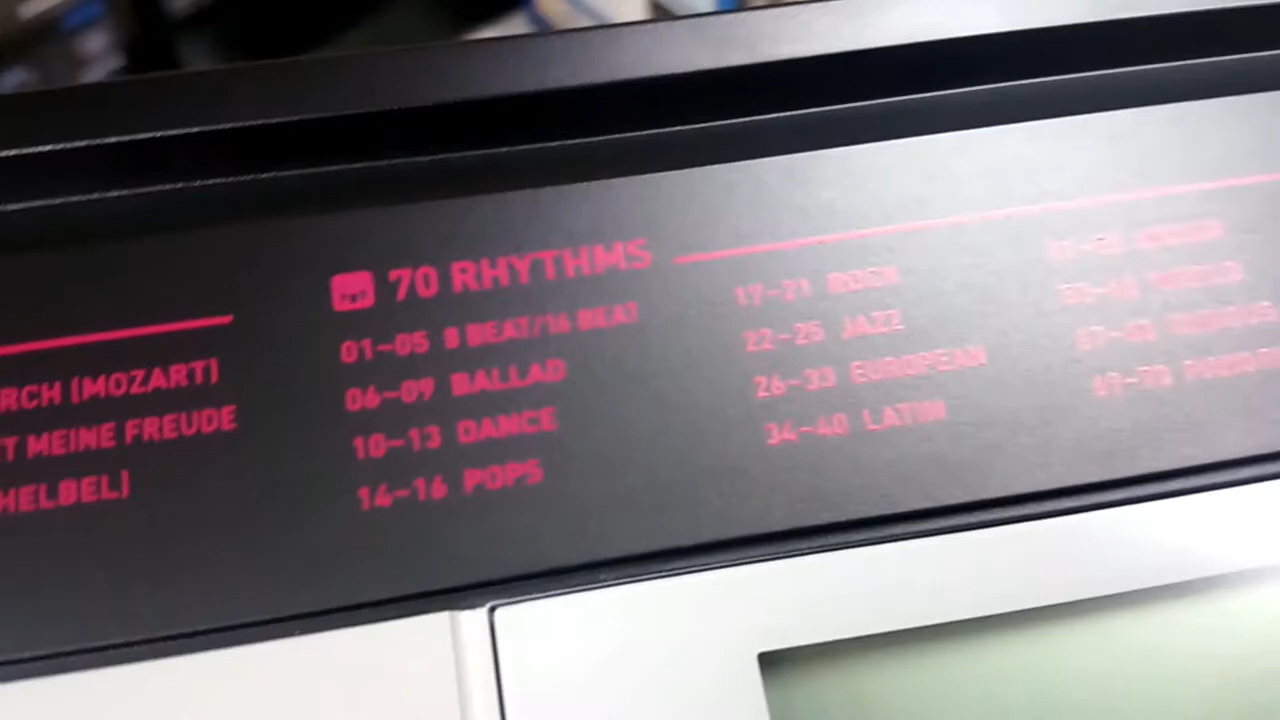 RCH (MOZART)
T MEINE FREUDE
HELBEL)
70 RHYTHMS
01-05 8 BEAT/16 BEAT
06-09 BALLAD
10-13 DANCE
14-16 POPS
17-21 ROCK
22-25 JAZZ
26-33 EUROPEAN
34-40 LATIN
WORLD